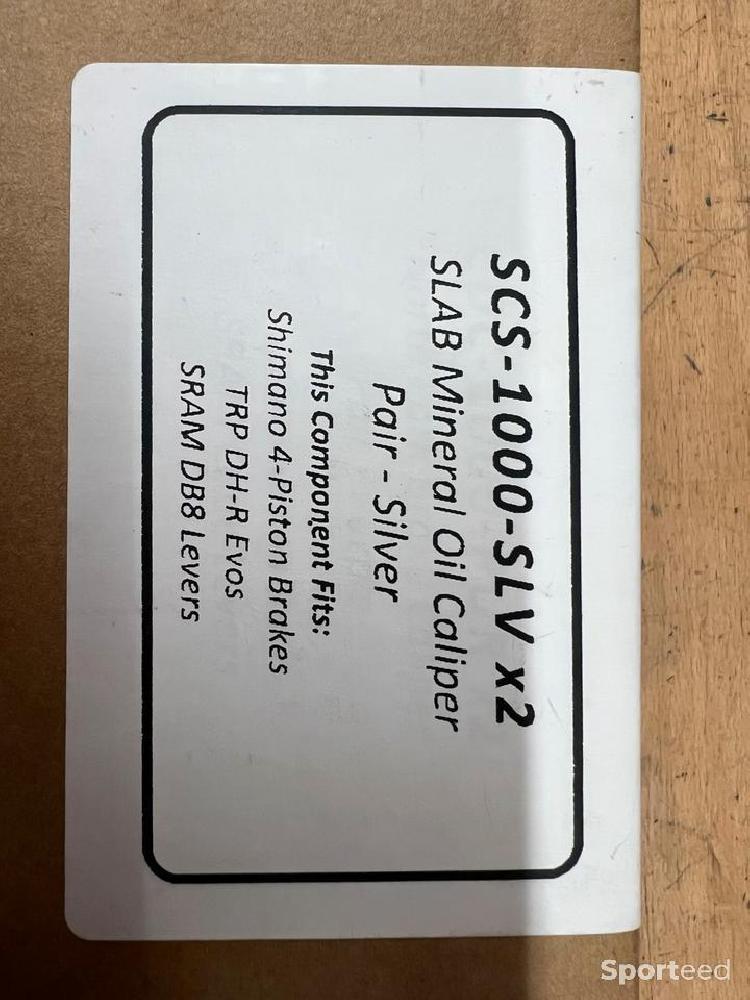 SCS-1000-SLV x2
SLAB Mineral Oil Caliper
Pair - Silver
This Component Fits:
Shimano 4-Piston Brakes
TRP DH-R Evos
SRAM DB8 Levers
Sporteed